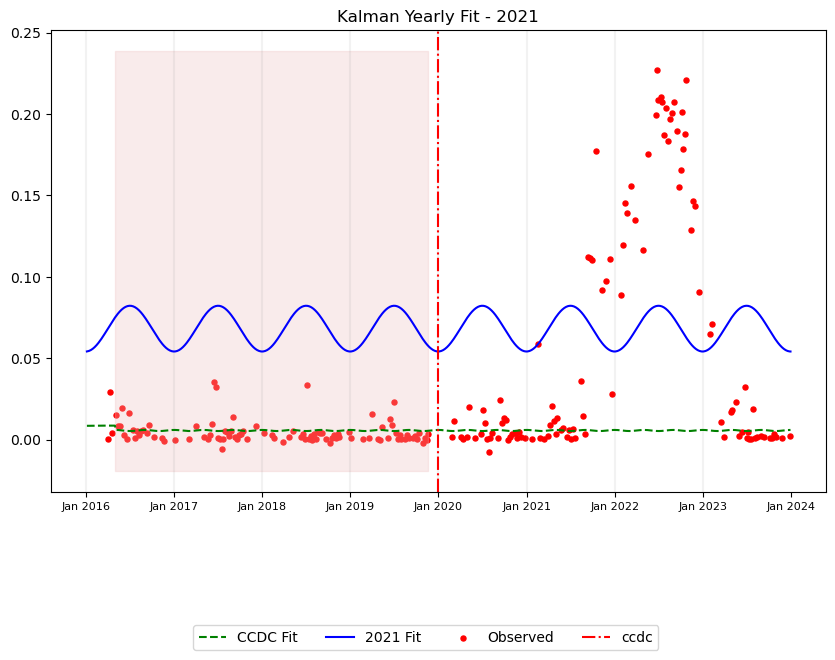 Kalman Yearly Fit - 2021
0.25
0.20
0.15
0.10
0.05
0.00
Jan 2016 Jan 2017 Jan 2018 Jan 2019 Jan 2020 Jan 2021 Jan 2022 Jan 2023 Jan 2024
CCDC Fit 2021 Fit Observed ccdc